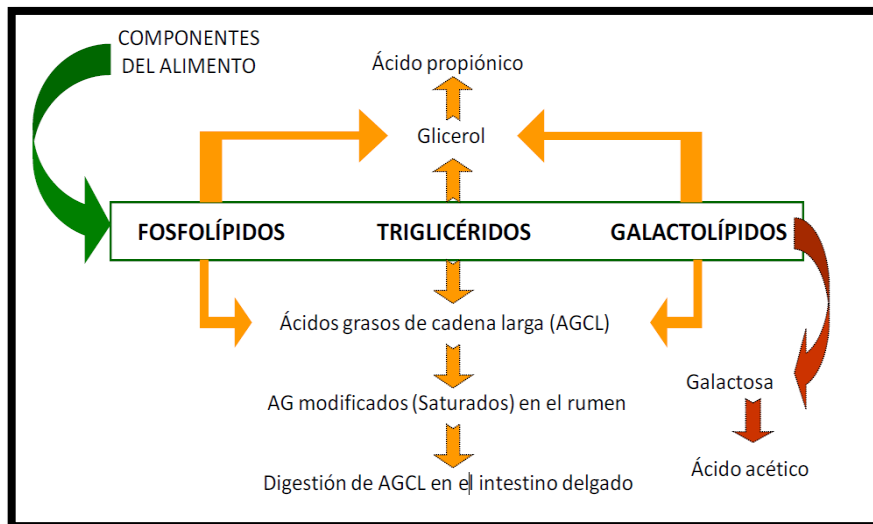 COMPONENTES
DEL ALIMENTO
Ácido propiónico
Glicerol
FOSFOLÍPIDOS TRIGLICÉRIDOS GALACTOLÍPIDOS
Ácidos grasos de cadena larga (AGCL)
Galactosa
AG modificados (Saturados) en el rumen
Ácido acético
Digestión de AGCL en el intestino delgado